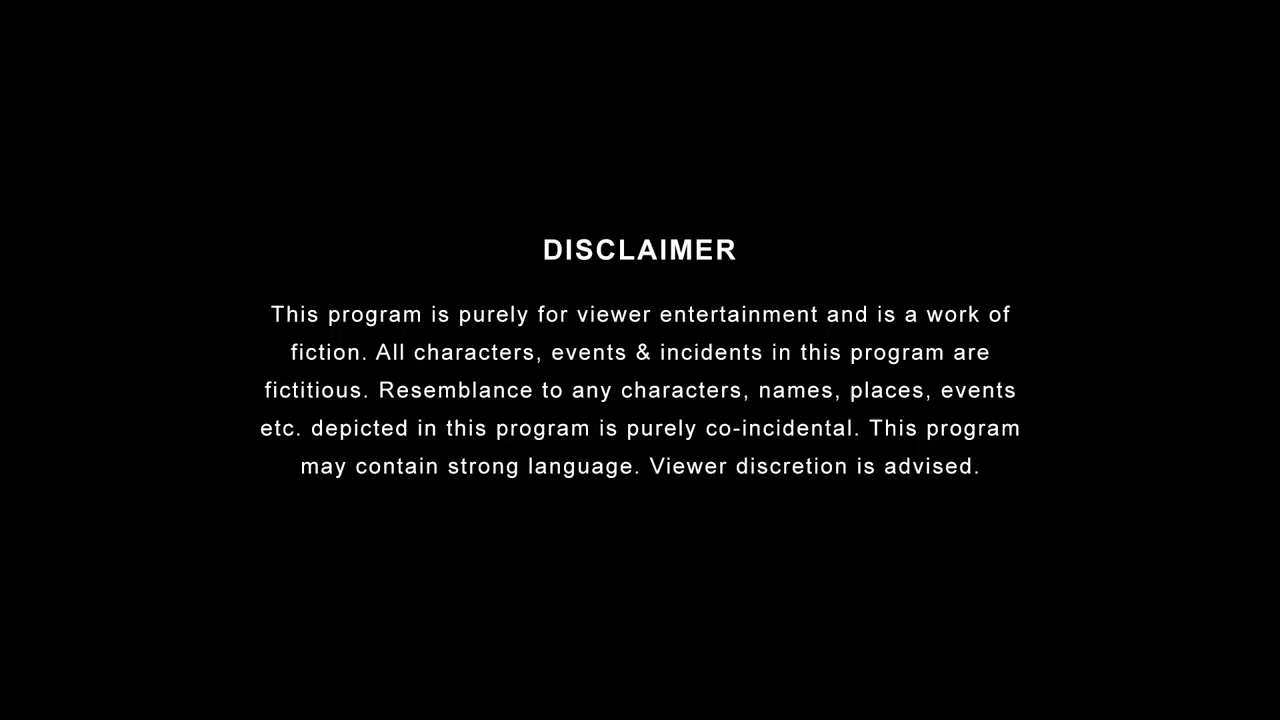 DISCLAIMER
This program is purely for viewer entertainment and is a work of
fiction. All characters, events & incidents in this program are
fictitious. Resemblance to any characters, names, places, events
etc. depicted in this program is purely co-incidental. This program
may contain strong language. Viewer discretion is advised.